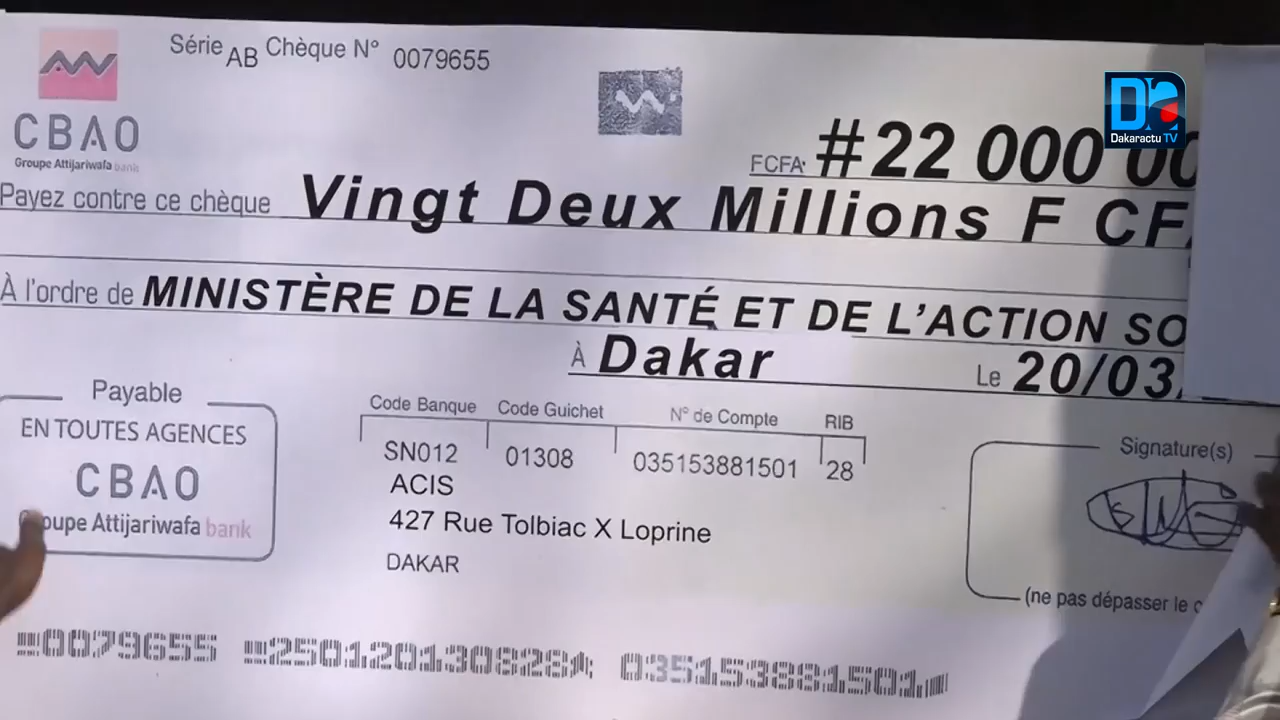 Série AB Chèque N° 0079655
CBAO
Groupe Attijariwafa bank
Dakaractu TV
FCFA: #22 000 00
Payez contre ce chèque Vingt Deux Millions F CF
À l'ordre de MINISTÈRE DE LA SANTÉ ET DE L'ACTION SO
À Dakar Le 20/03/
Payable
EN TOUTES AGENCES
CBAO
Groupe Attijariwafa bank
Code Banque Code Guichet N° de Compte RIB
SN012 01308 035153881501 28
ACIS
427 Rue Tolbiac X Loprine
DAKAR
Signature(s)
(ne pas dépasser le c
0079655 250120130828 035153881501